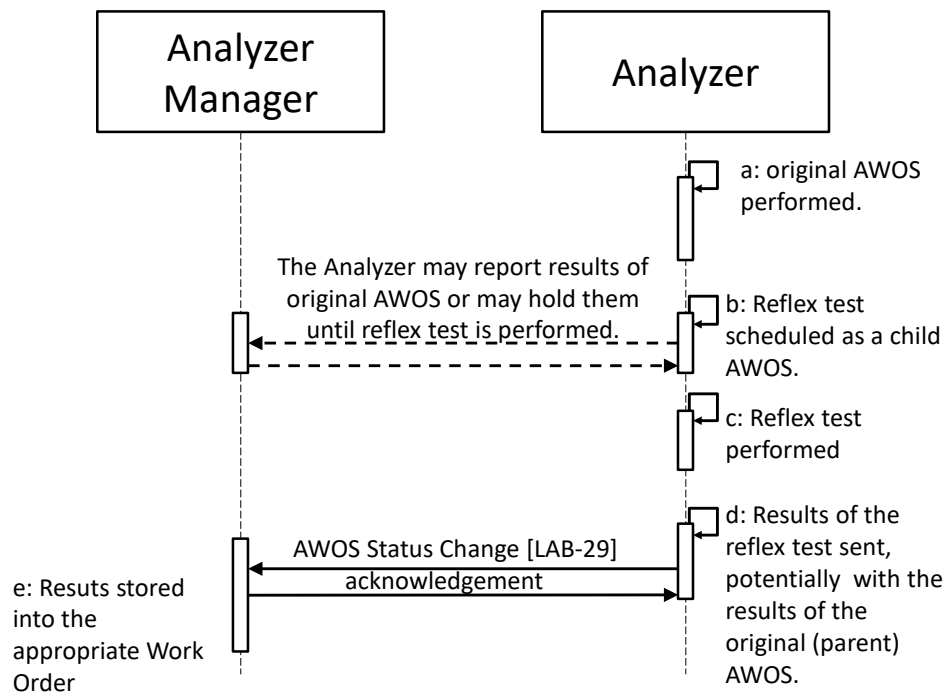 Analyzer
Manager
Analyzer
a: original AWOS
performed.
The Analyzer may report results of
original AWOS or may hold them
until reflex test is performed.
b: Reflex test
scheduled as a child
AWOS.
c: Reflex test
performed
d: Results of the
reflex test sent,
potentially  with the
results of the
original (parent)
AWOS.
AWOS Status Change [LAB-29]
acknowledgement
e: Resuts stored
into the
appropriate Work
Order